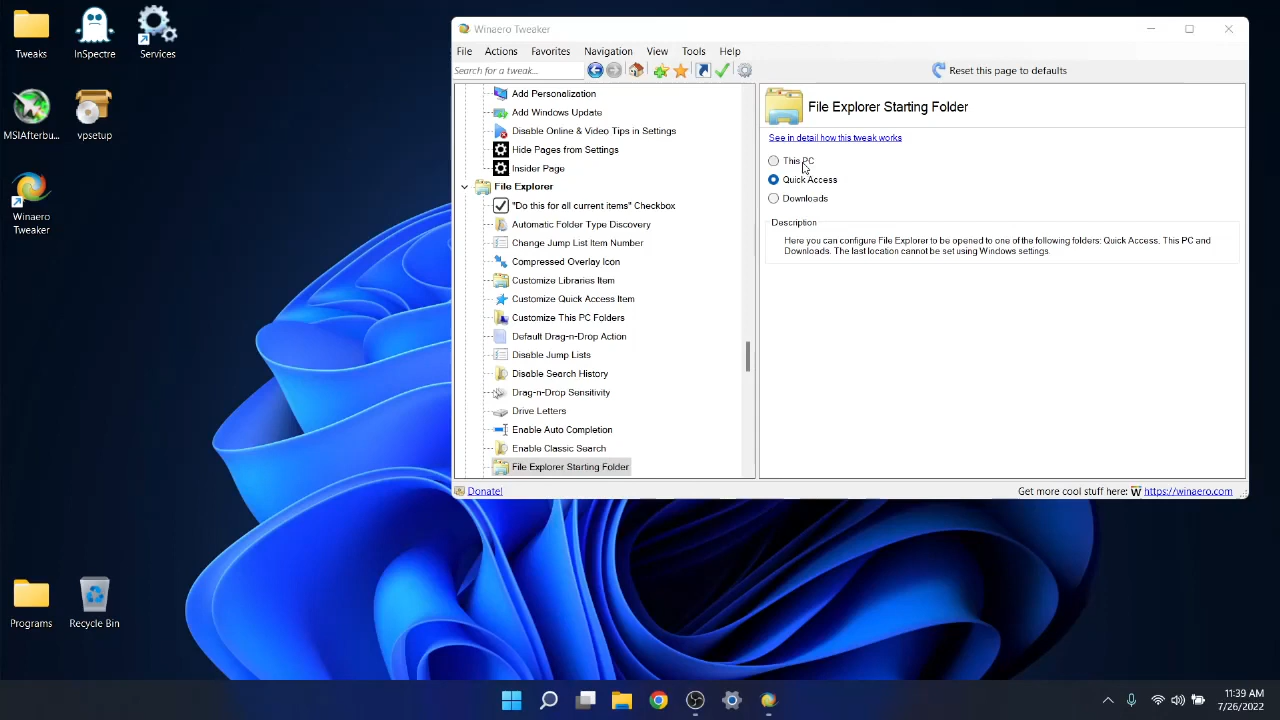 Tweaks
InSpectre
Services
MSIAfterbu...
vpsetup
Winaero
Tweaker
Programs
Recycle Bin
Winaero Tweaker
File Actions Favorites Navigation View Tools Help
Search for a tweak...
Reset this page to defaults
Add Personalization
Add Windows Update
Disable Online & Video Tips in Settings
Hide Pages from Settings
Insider Page
File Explorer
"Do this for all current items" Checkbox
Automatic Folder Type Discovery
Change Jump List Item Number
Compressed Overlay Icon
Customize Libraries Item
Customize Quick Access Item
Customize This PC Folders
Default Drag-n-Drop Action
Disable Jump Lists
Disable Search History
Drag-n-Drop Sensitivity
Drive Letters
Enable Auto Completion
Enable Classic Search
File Explorer Starting Folder
File Explorer Starting Folder
See in detail how this tweak works
This PC
Quick Access
Downloads
Description
Here you can configure File Explorer to be opened to one of the following folders: Quick Access, This PC and
Downloads. The last location cannot be set using Windows settings.
Donate!
Get more cool stuff here: W https://winaero.com
11:39 AM
7/26/2022